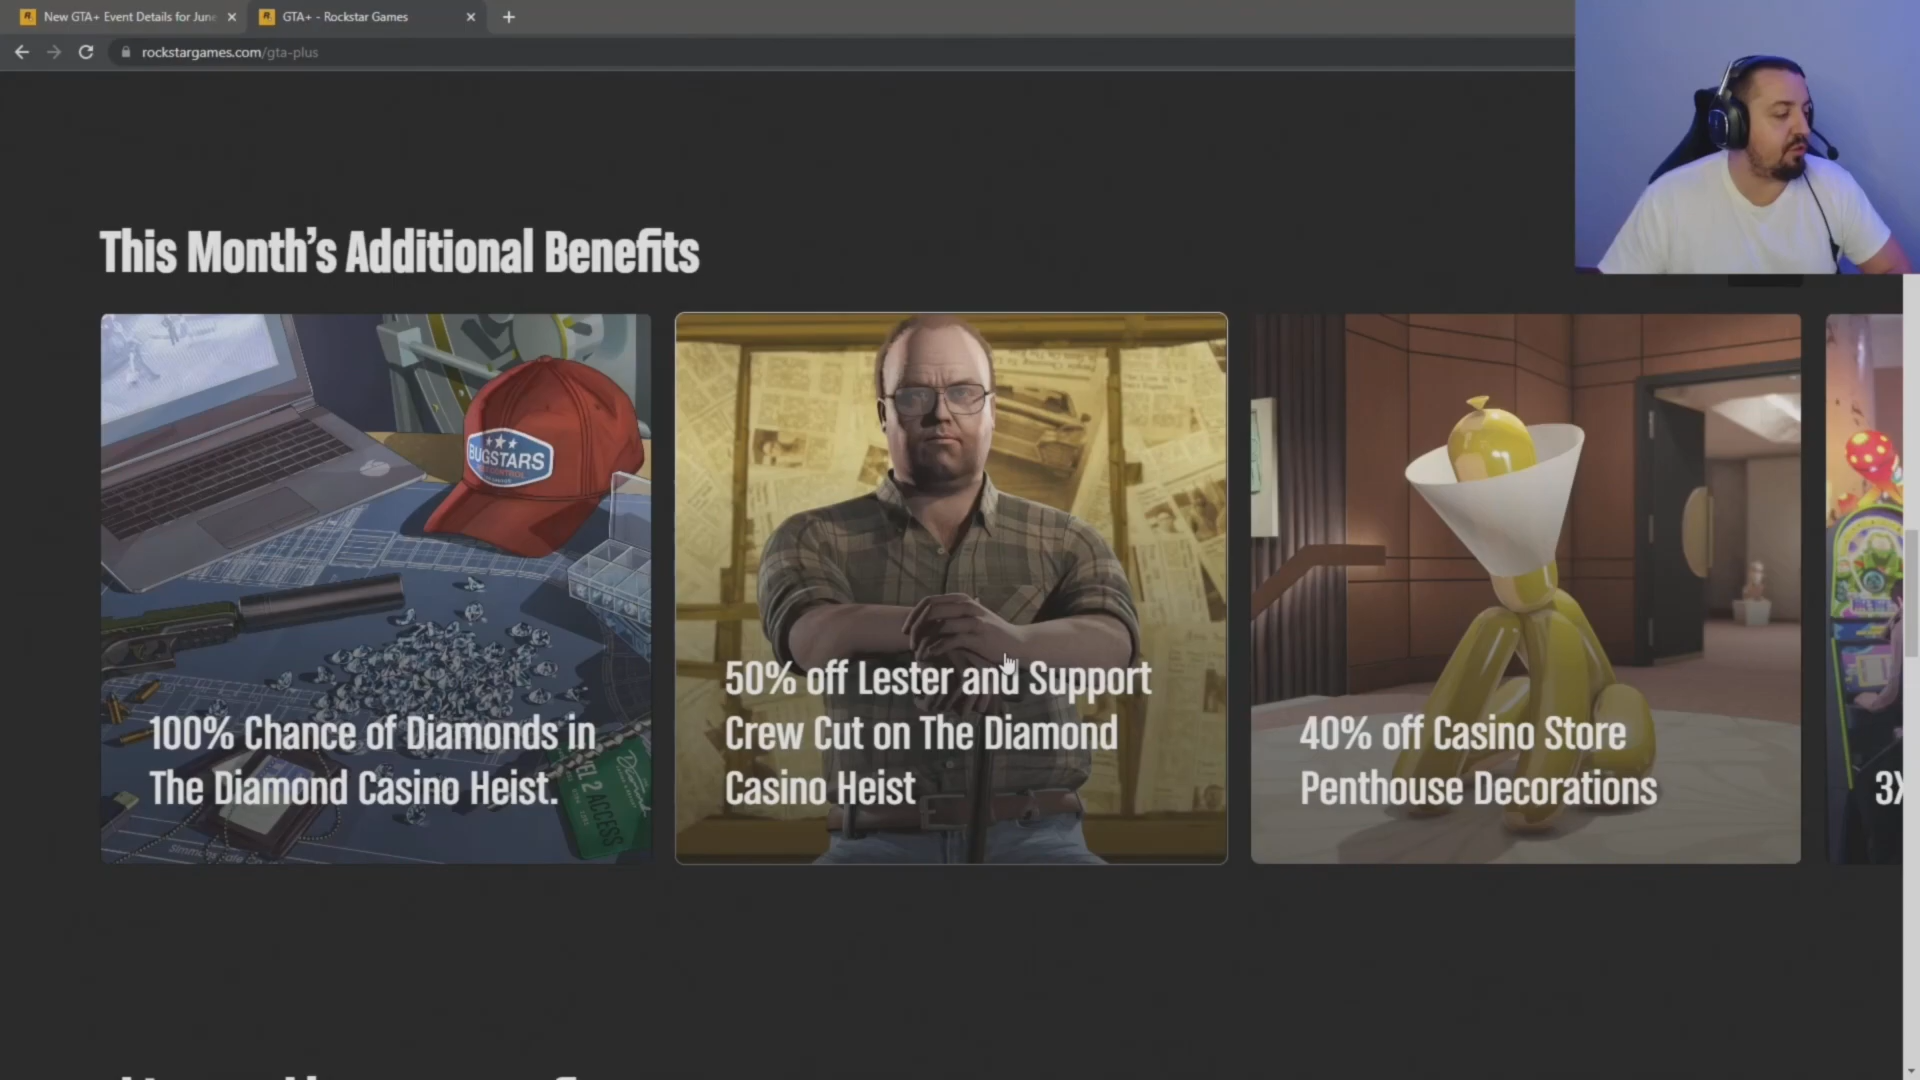 New GTA+ Event Details for June
GTA+ - Rockstar Games
rockstargames.com/gta-plus
This Month's Additional Benefits
BUGSTARS
100% Chance of Diamonds in
The Diamond Casino Heist.
50% off Lester and Support
Crew Cut on The Diamond
Casino Heist
40% off Casino Store
Penthouse Decorations
3X